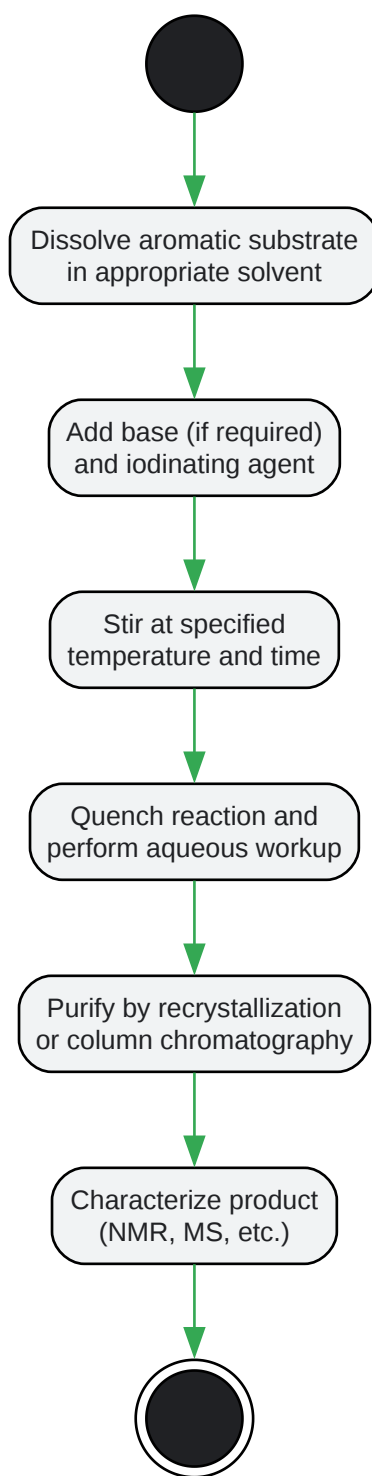 Dissolve aromatic substrate
in appropriate solvent
Add base (if required)
and iodinating agent
Stir at specified
temperature and time
Quench reaction and
perform aqueous workup
Purify by recrystallization
or column chromatography
Characterize product
(NMR, MS, etc.)